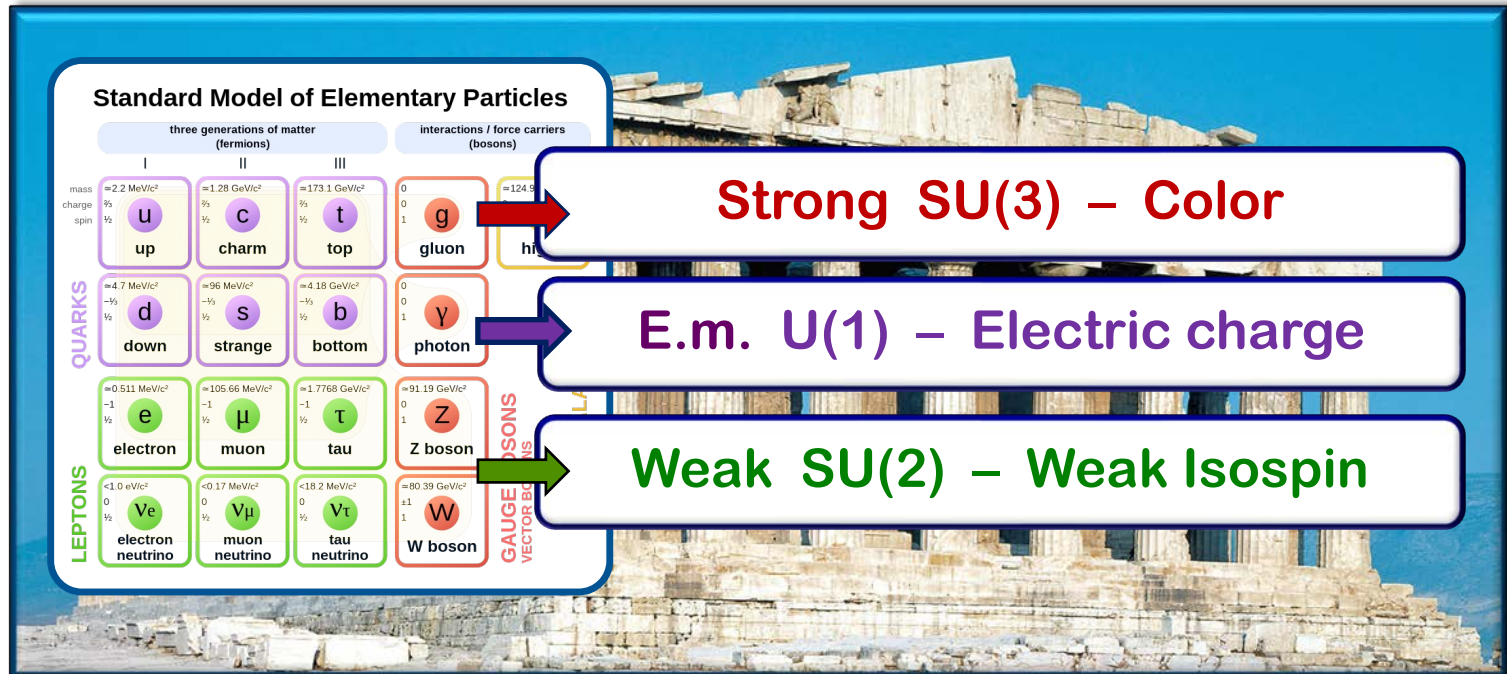 Standard Model of Elementary Particles
three generations of matter
(fermions)
interactions / force carriers
(bosons)
I II III
mass
charge
spin
≃2.2 MeV/c²
⅔
½
u
up
≃1.28 GeV/c²
⅔
½
c
charm
≃173.1 GeV/c²
⅔
½
t
top
0
0
1
g
gluon
≃124.9
QUARKS
≃4.7 MeV/c²
−⅓
½
d
down
≃96 MeV/c²
−⅓
½
s
strange
≃4.18 GeV/c²
−⅓
½
b
bottom
0
0
1
γ
photon
LEPTONS
≃0.511 MeV/c²
−1
½
e
electron
≃105.66 MeV/c²
−1
½
μ
muon
≃1.7768 GeV/c²
−1
½
τ
tau
≃91.19 GeV/c²
0
1
Z
Z boson
<1.0 eV/c²
0
½
νe
electron
neutrino
<0.17 MeV/c²
0
½
νμ
muon
neutrino
<18.2 MeV/c²
0
½
ντ
tau
neutrino
≃80.39 GeV/c²
±1
1
W
W boson
GAUGE
Strong SU(3) – Color
E.m. U(1) – Electric charge
Weak SU(2) – Weak Isospin